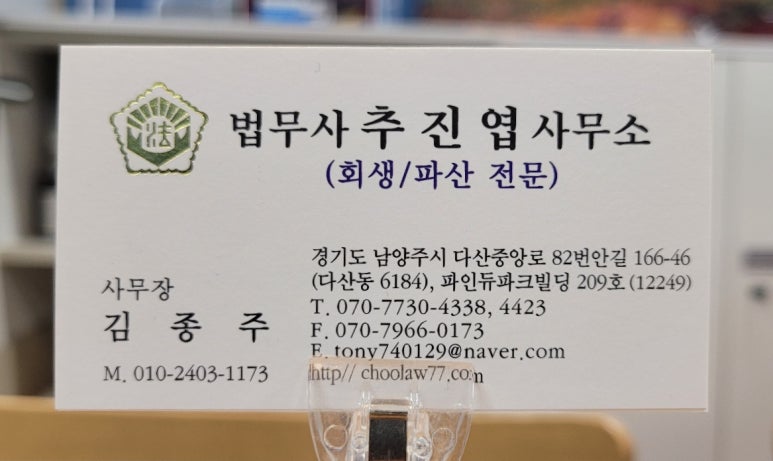 法
법무사 추 진 엽 사무소
(회생/파산 전문)
경기도 남양주시 다산중앙로 82번안길 166-46
(다산동 6184), 파인듀파크빌딩 209호 (12249)
T. 070-7730-4338, 4423
F. 070-7966-0173
E. tony740129@naver.com
http// choolaw77.com
사무장
김 종 주
M. 010-2403-1173